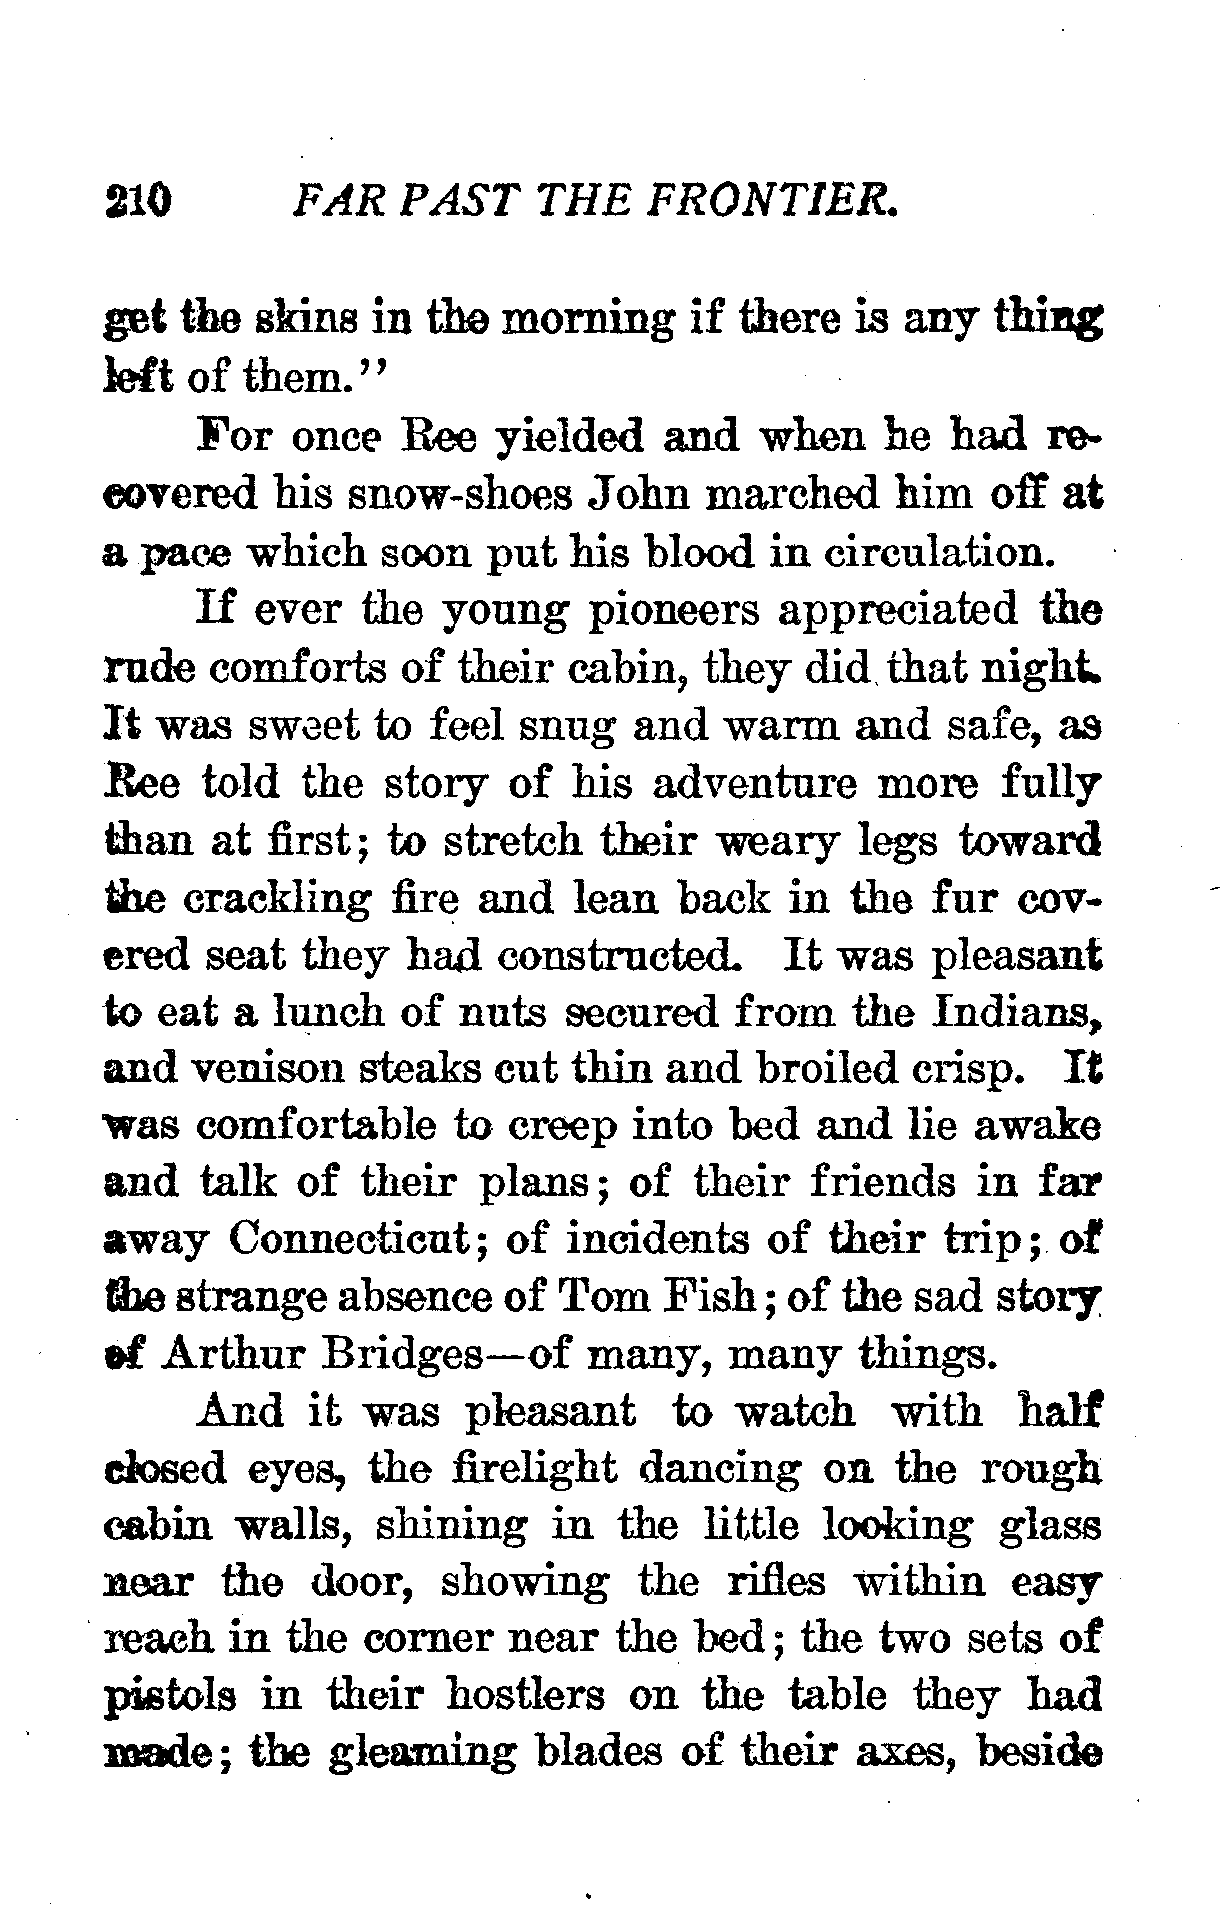 210 FAR PAST THE FRONTIER.
get the skins in the morning if there is any thing
left of them."
For once Ree yielded and when he had re-
covered his snow-shoes John marched him off at
a pace which soon put his blood in circulation.
If ever the young pioneers appreciated the
rude comforts of their cabin, they did that night.
It was sweet to feel snug and warm and safe, as
Ree told the story of his adventure more fully
than at first; to stretch their weary legs toward
the crackling fire and lean back in the fur cov-
ered seat they had constructed. It was pleasant
to eat a lunch of nuts secured from the Indians,
and venison steaks cut thin and broiled crisp. It
was comfortable to creep into bed and lie awake
and talk of their plans; of their friends in far
away Connecticut; of incidents of their trip; of
the strange absence of Tom Fish; of the sad story
of Arthur Bridges—of many, many things.
And it was pleasant to watch with half
closed eyes, the firelight dancing on the rough
cabin walls, shining in the little looking glass
near the door, showing the rifles within easy
reach in the corner near the bed; the two sets of
pistols in their hostlers on the table they had
made; the gleaming blades of their axes, beside